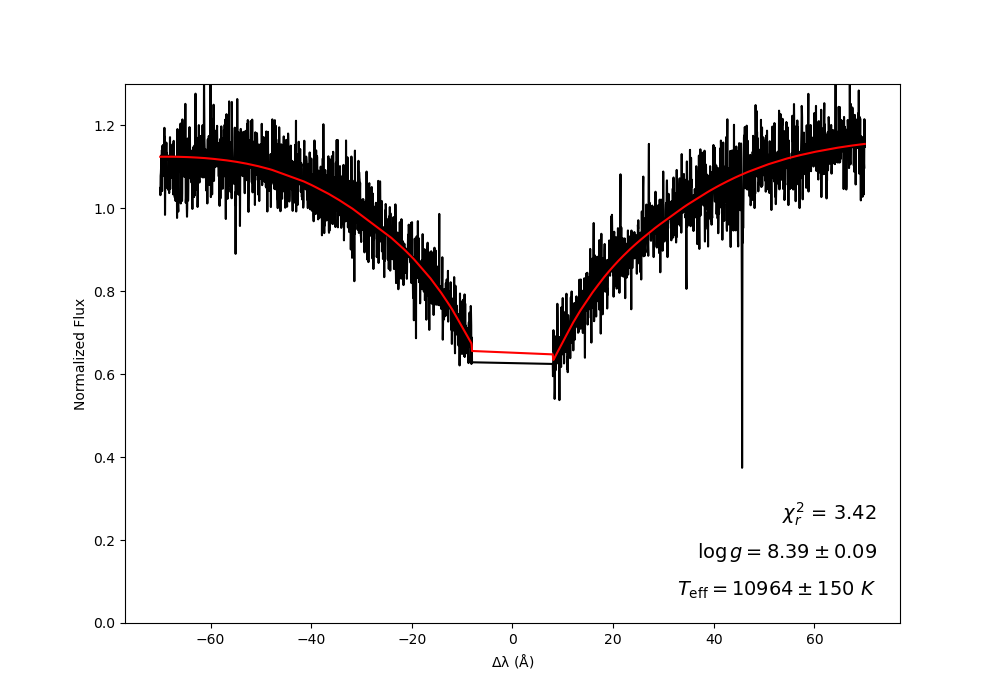 1.2
1.0
0.8
0.6
0.4
0.2
0.0
Normalized Flux
χ²ᵣ = 3.42
log g = 8.39 ± 0.09
T_eff = 10964 ± 150 K
−60 −40 −20 0 20 40 60
Δλ (Å)